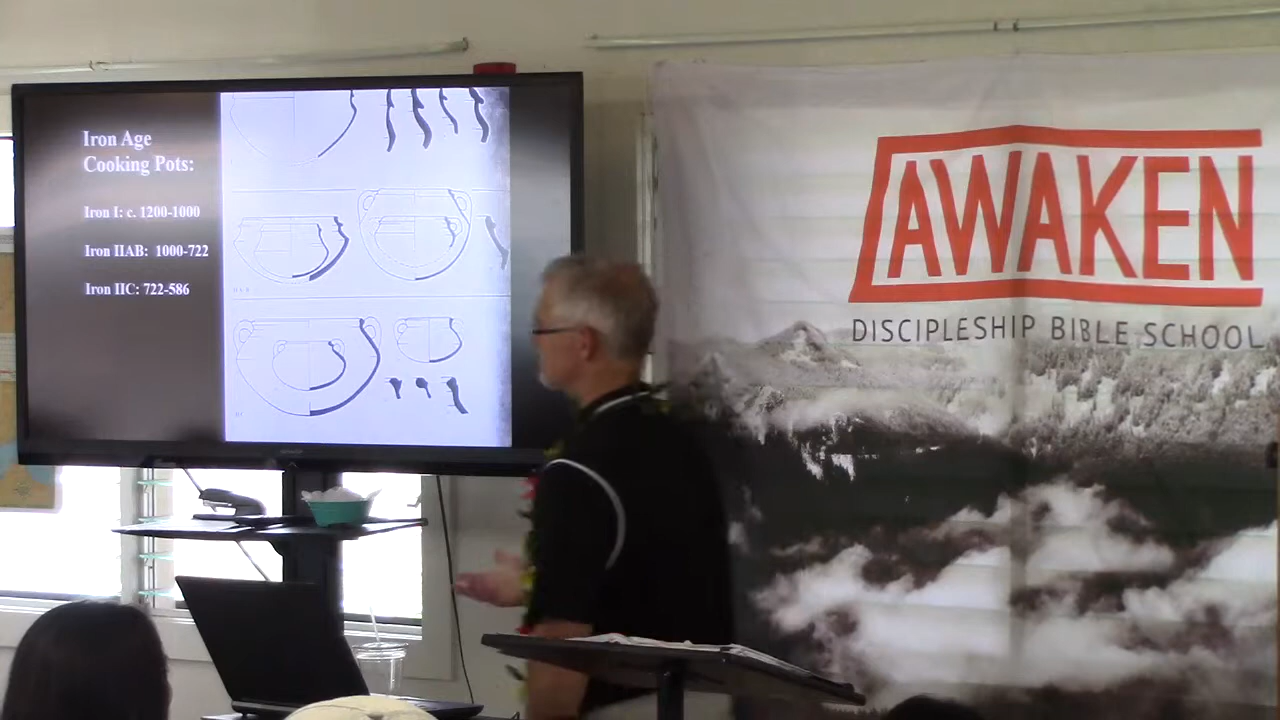 Iron Age
Cooking Pots:
Iron I: c. 1200-1000
Iron IIAB: 1000-722
Iron IIC: 722-586
AWAKEN
DISCIPLESHIP BIBLE SCHOOL